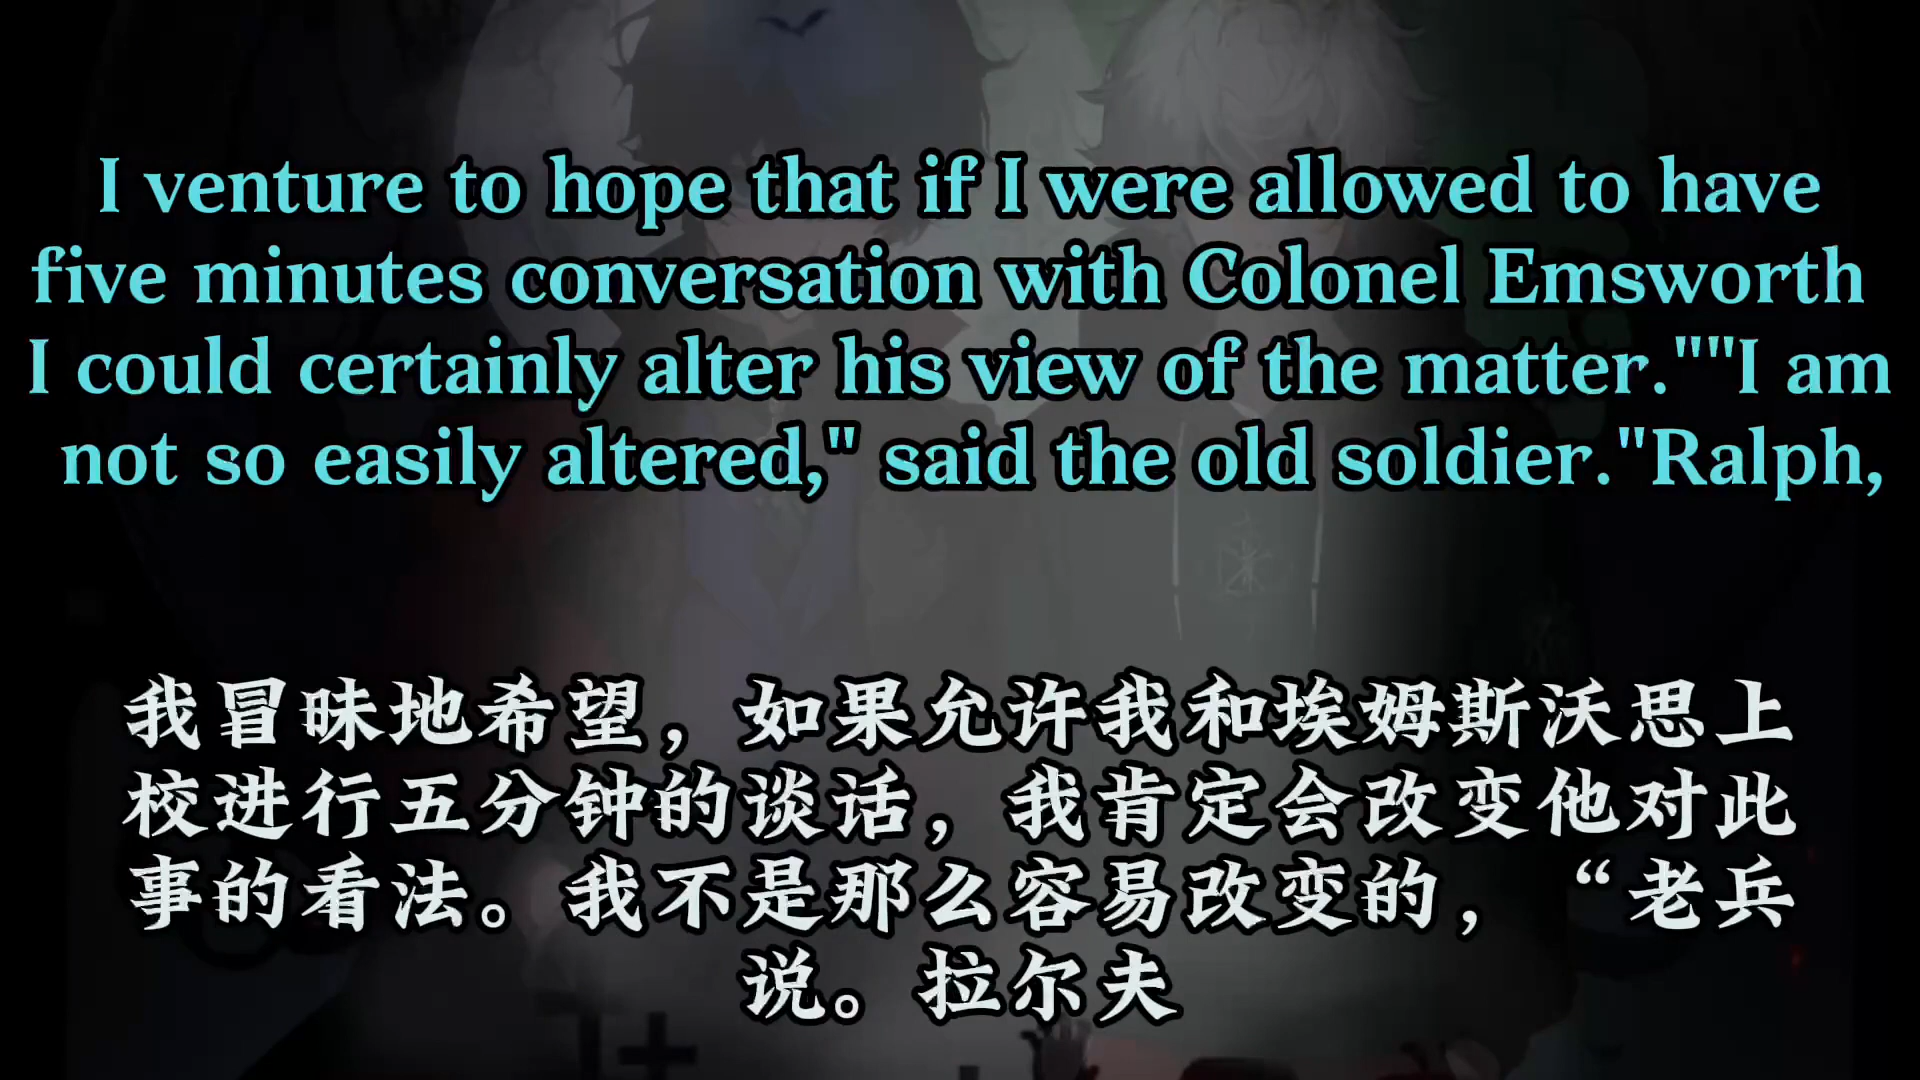 I venture to hope that if I were allowed to have
five minutes conversation with Colonel Emsworth
I could certainly alter his view of the matter.""I am
not so easily altered," said the old soldier."Ralph,
我冒昧地希望，如果允许我和埃姆斯沃思上
校进行五分钟的谈话，我肯定会改变他对此
事的看法。我不是那么容易改变的，“老兵
说。拉尔夫